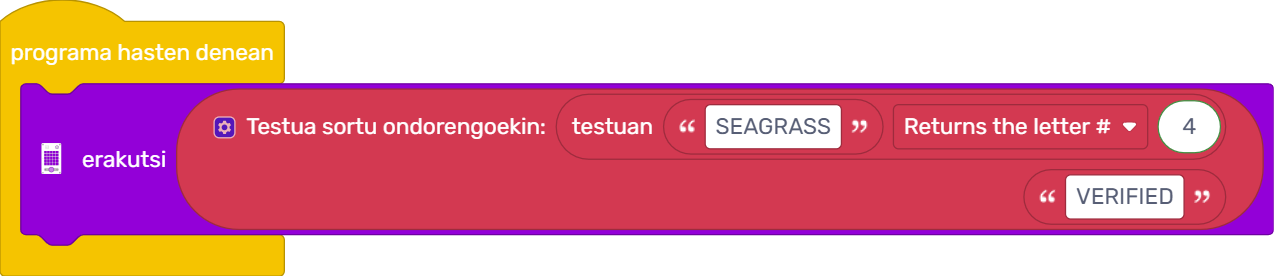 programa hasten denean
erakutsi Testua sortu ondorengoekin: testuan “ SEAGRASS ” Returns the letter # 4
“ VERIFIED ”